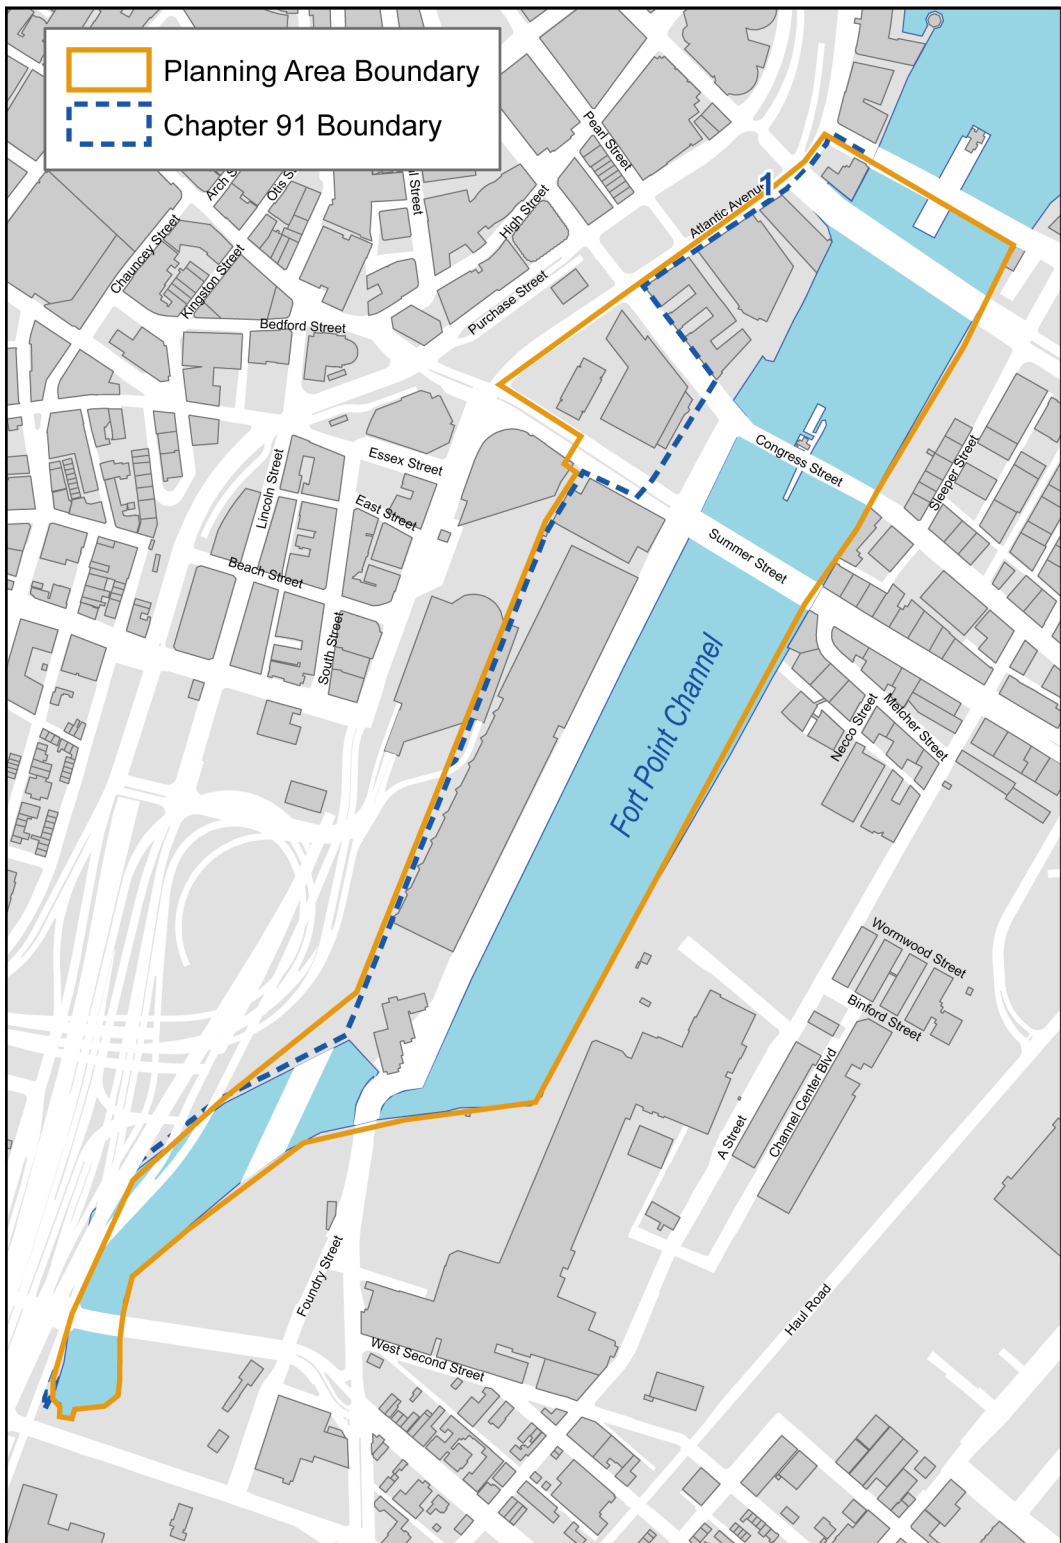 Planning Area Boundary
Chapter 91 Boundary
Pearl Street
Arch S
Otis S
l Street
High Street
Atlantic Avenue
1
Chauncey Street
Kingston Street
Purchase Street
Bedford Street
Essex Street
Congress Street
Sleeper Street
Lincoln Street
East Street
Summer Street
Beach Street
South Street
Fort Point Channel
Melcher Street
Necco Street
Wormwood Street
Binford Street
Channel Center Blvd
A Street
Foundry Street
Haul Road
West Second Street